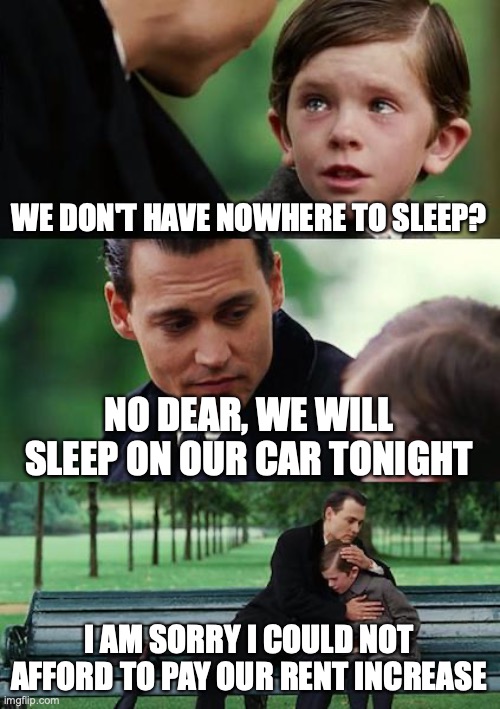 WE DON'T HAVE NOWHERE TO SLEEP?
NO DEAR, WE WILL
SLEEP ON OUR CAR TONIGHT
I AM SORRY I COULD NOT
AFFORD TO PAY OUR RENT INCREASE
imgflip.com